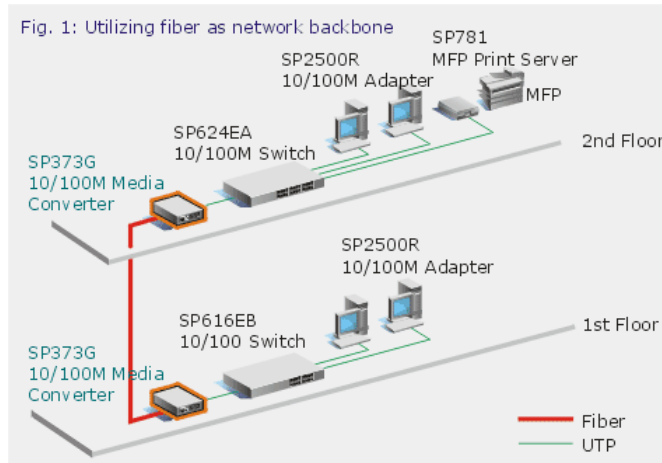 Fig. 1: Utilizing fiber as network backbone
SP781
MFP Print Server
MFP
SP2500R
10/100M Adapter
SP624EA
10/100M Switch
2nd Floor
SP373G
10/100M Media
Converter
SP2500R
10/100M Adapter
SP616EB
10/100 Switch
1st Floor
SP373G
10/100M Media
Converter
Fiber
UTP